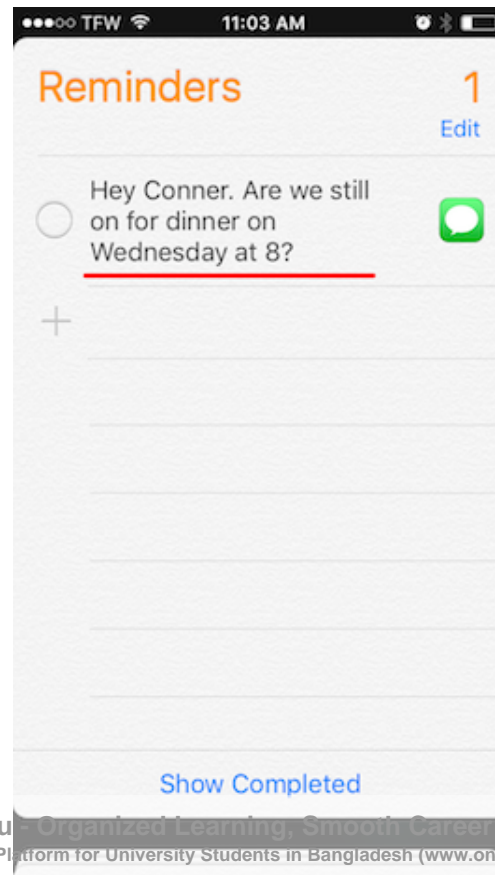 TFW 11:03 AM
Reminders 1
Edit
Hey Conner. Are we still
on for dinner on
Wednesday at 8?
Show Completed
- Organized Learning, Smooth Career
Platform for University Students in Bangladesh (www.on